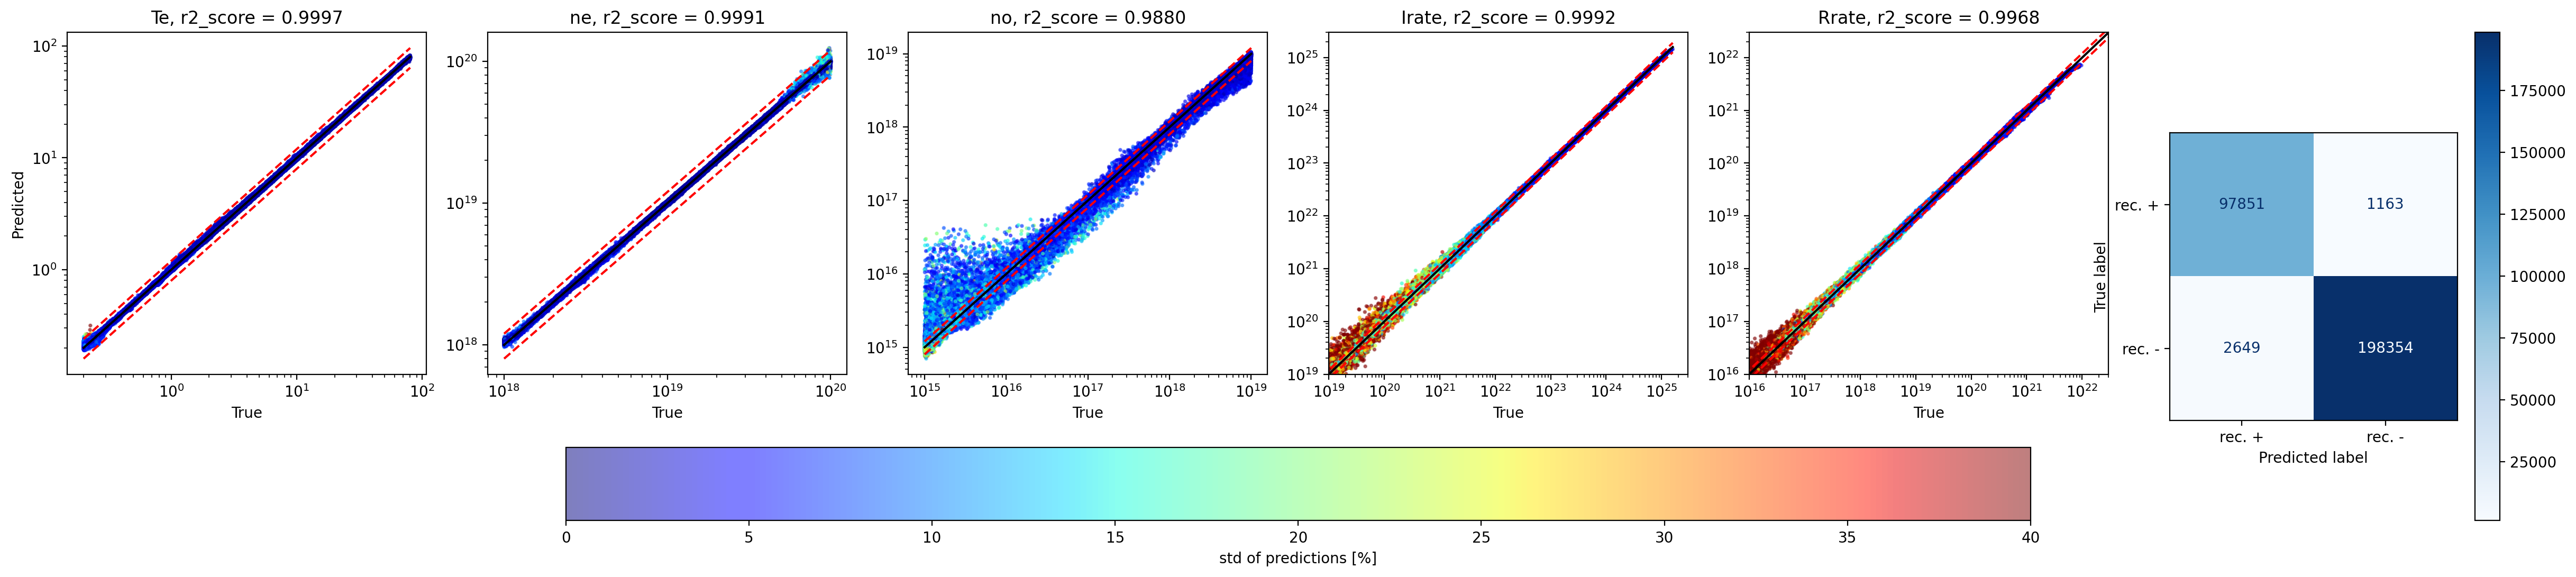 Te, r2_score = 0.9997
10²
10¹
10⁰
Predicted
10⁰ 10¹ 10²
True
ne, r2_score = 0.9991
10²⁰
10¹⁹
10¹⁸
10¹⁸ 10¹⁹ 10²⁰
True
no, r2_score = 0.9880
10¹⁹
10¹⁸
10¹⁷
10¹⁶
10¹⁵
10¹⁵ 10¹⁶ 10¹⁷ 10¹⁸ 10¹⁹
True
Irate, r2_score = 0.9992
10²⁵
10²⁴
10²³
10²²
10²¹
10²⁰
10¹⁹
10¹⁹ 10²⁰ 10²¹ 10²² 10²³ 10²⁴ 10²⁵
True
Rrate, r2_score = 0.9968
10²²
10²¹
10²⁰
10¹⁹
10¹⁸
10¹⁷
10¹⁶
10¹⁶ 10¹⁷ 10¹⁸ 10¹⁹ 10²⁰ 10²¹ 10²²
True
True label
rec. + 97851 1163
rec. - 2649 198354
rec. + rec. -
Predicted label
175000
150000
125000
100000
75000
50000
25000
0 5 10 15 20 25 30 35 40
std of predictions [%]